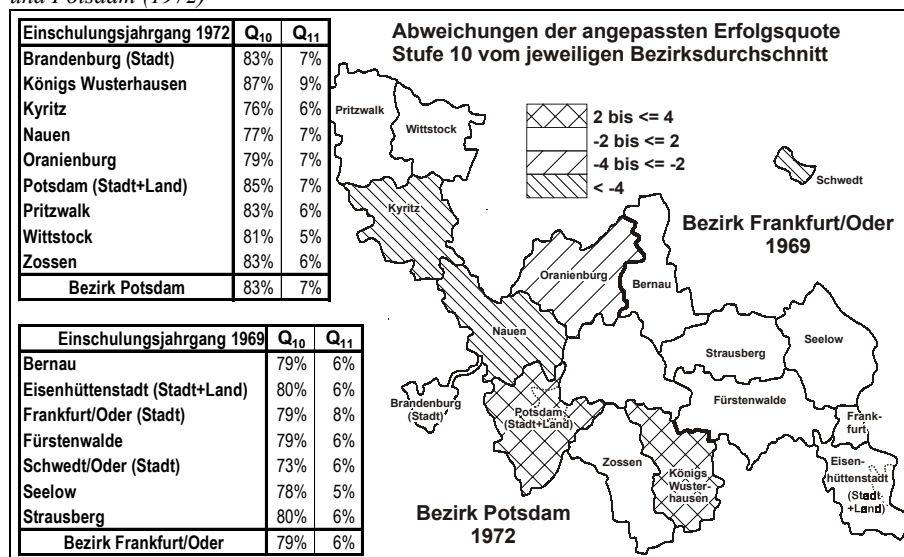 und Potsdam (1972)
Einschulungsjahrgang 1972 Q10 Q11
Brandenburg (Stadt) 83% 7%
Königs Wusterhausen 87% 9%
Kyritz 76% 6%
Nauen 77% 7%
Oranienburg 79% 7%
Potsdam (Stadt+Land) 85% 7%
Pritzwalk 83% 6%
Wittstock 81% 5%
Zossen 83% 6%
Bezirk Potsdam 83% 7%
Einschulungsjahrgang 1969 Q10 Q11
Bernau 79% 6%
Eisenhüttenstadt (Stadt+Land) 80% 6%
Frankfurt/Oder (Stadt) 79% 8%
Fürstenwalde 79% 6%
Schwedt/Oder (Stadt) 73% 6%
Seelow 78% 5%
Strausberg 80% 6%
Bezirk Frankfurt/Oder 79% 6%
Abweichungen der angepassten Erfolgsquote
Stufe 10 vom jeweiligen Bezirksdurchschnitt
2 bis <= 4
-2 bis <= 2
-4 bis <= -2
< -4
Pritzwalk
Wittstock
Schwedt
Kyritz
Bezirk Frankfurt/Oder
1969
Oranienburg
Bernau
Nauen
Strausberg
Seelow
Brandenburg
(Stadt)
Potsdam
(Stadt+Land)
Fürstenwalde
Frank-
furt
Zossen
Königs
Wuster-
hausen
Eisen-
hüttenstadt
(Stadt
+Land)
Bezirk Potsdam
1972